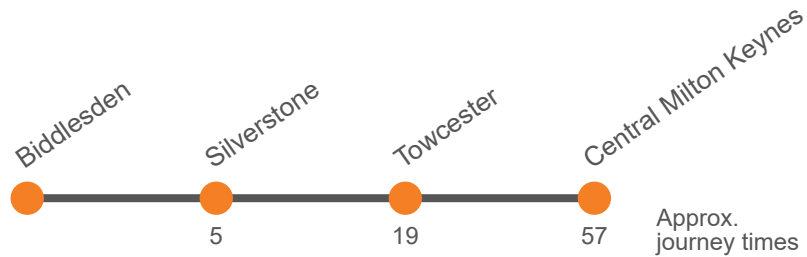 Biddlesden
Silverstone
Towcester
Central Milton Keynes
5
19
57
Approx.
journey times